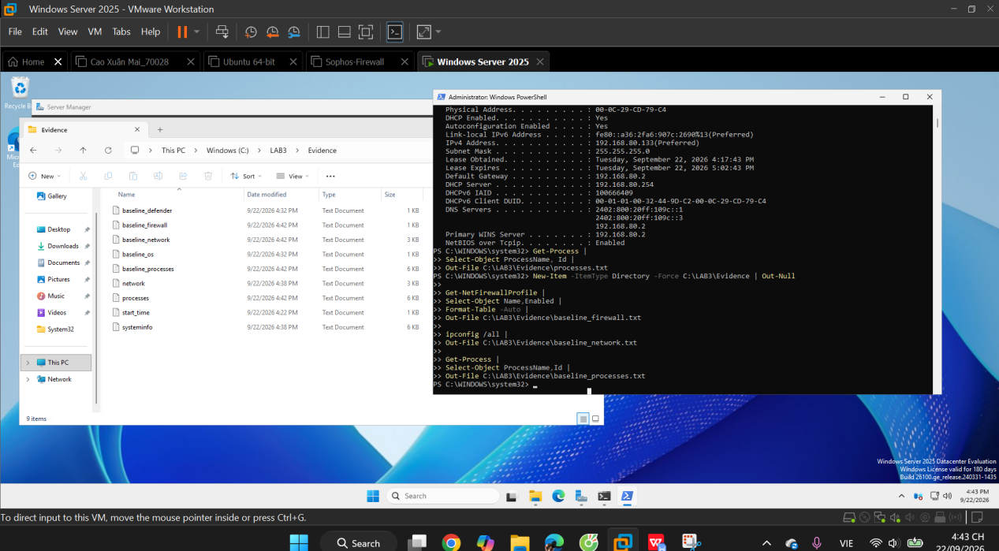 Windows Server 2025 - VMware Workstation
File Edit View VM Tabs Help
Home
Cao Xuân Mai_70028
Ubuntu 64-bit
Sophos-Firewall
Windows Server 2025
Recycle B
Server Manager
Evidence
This PC > Windows (C:) > LAB3 > Evidence
New
Sort
View
Gallery
Desktop
Downloads
Documents
Pictures
Music
Videos
System32
This PC
Network
Name Date modified Type Size
baseline_defender 9/22/2026 4:32 PM Text Document 1 KB
baseline_firewall 9/22/2026 4:42 PM Text Document 1 KB
baseline_network 9/22/2026 4:42 PM Text Document 3 KB
baseline_os 9/22/2026 4:32 PM Text Document 1 KB
baseline_processes 9/22/2026 4:42 PM Text Document 6 KB
network 9/22/2026 4:38 PM Text Document 3 KB
processes 9/22/2026 4:42 PM Text Document 6 KB
start_time 9/22/2026 4:22 PM Text Document 1 KB
systeminfo 9/22/2026 4:38 PM Text Document 6 KB
9 items
Administrator: Windows PowerShell
Physical Address. . . . . . . . . : 00-0C-29-CD-79-C4
DHCP Enabled. . . . . . . . . . . : Yes
Autoconfiguration Enabled . . . . : Yes
Link-local IPv6 Address . . . . . : fe80::a36:2fa6:907c:2690%13(Preferred)
IPv4 Address. . . . . . . . . . . : 192.168.80.133(Preferred)
Subnet Mask . . . . . . . . . . . : 255.255.255.0
Lease Obtained. . . . . . . . . . : Tuesday, September 22, 2026 4:17:43 PM
Lease Expires . . . . . . . . . . : Tuesday, September 22, 2026 5:02:43 PM
Default Gateway . . . . . . . . . : 192.168.80.2
DHCP Server . . . . . . . . . . . : 192.168.80.254
DHCPv6 IAID . . . . . . . . . . . : 100666409
DHCPv6 Client DUID. . . . . . . . : 00-01-01-00-32-44-9D-C2-00-0C-29-CD-79-C4
DNS Servers . . . . . . . . . . . : 2402:800:20ff:109c::1
2402:800:20ff:109c::3
192.168.80.2
Primary WINS Server . . . . . . . : 192.168.80.2
NetBIOS over Tcpip. . . . . . . . : Enabled
PS C:\WINDOWS\system32> Get-Process |
>> Select-Object ProcessName, Id |
>> Out-File C:\LAB3\Evidence\processes.txt
PS C:\WINDOWS\system32> New-Item -ItemType Directory -Force C:\LAB3\Evidence | Out-Null
>>
>> Get-NetFirewallProfile |
>> Select-Object Name,Enabled |
>> Format-Table -Auto |
>> Out-File C:\LAB3\Evidence\baseline_firewall.txt
>>
>> ipconfig /all |
>> Out-File C:\LAB3\Evidence\baseline_network.txt
>>
>> Get-Process |
>> Select-Object ProcessName,Id |
>> Out-File C:\LAB3\Evidence\baseline_processes.txt
PS C:\WINDOWS\system32>
Windows Server 2025 Datacenter Evaluation
Windows License valid for 180 days
Build 26100.ge_release.240331-1435
Search
4:43 PM
9/22/2026
To direct input to this VM, move the mouse pointer inside or press Ctrl+G.
Search
VIE
4:43 CH
22/09/2026